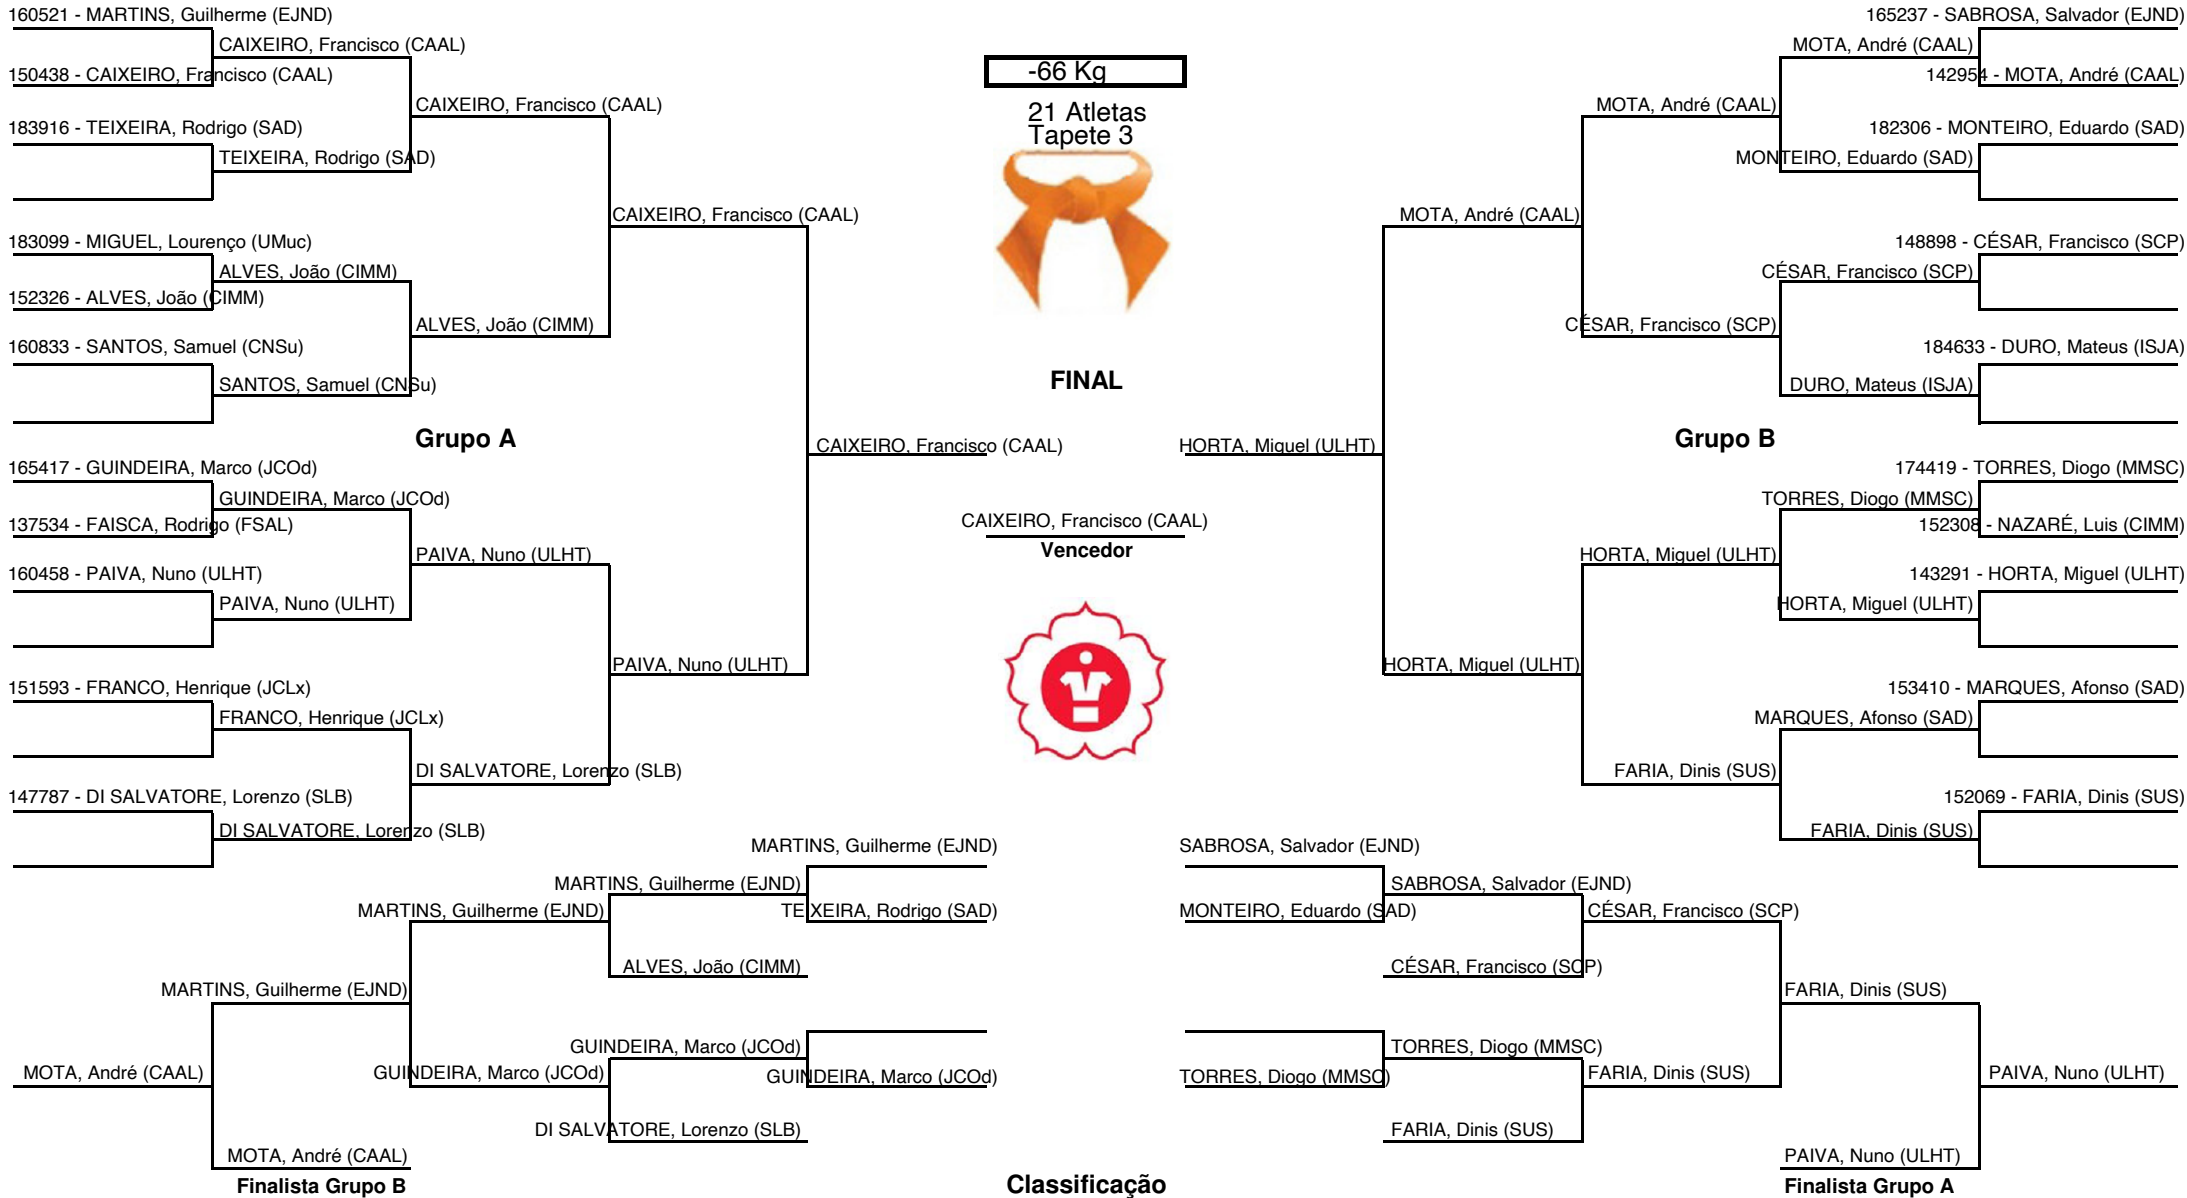 160521 - MARTINS, Guilherme (EJND)
CAIXEIRO, Francisco (CAAL)
150438 - CAIXEIRO, Francisco (CAAL)
CAIXEIRO, Francisco (CAAL)
183916 - TEIXEIRA, Rodrigo (SAD)
TEIXEIRA, Rodrigo (SAD)
CAIXEIRO, Francisco (CAAL)
183099 - MIGUEL, Lourenço (UMuc)
ALVES, João (CIMM)
152326 - ALVES, João (CIMM)
ALVES, João (CIMM)
160833 - SANTOS, Samuel (CNSu)
SANTOS, Samuel (CNSu)
Grupo A
CAIXEIRO, Francisco (CAAL)
165417 - GUINDEIRA, Marco (JCOd)
GUINDEIRA, Marco (JCOd)
137534 - FAISCA, Rodrigo (FSAL)
PAIVA, Nuno (ULHT)
160458 - PAIVA, Nuno (ULHT)
PAIVA, Nuno (ULHT)
PAIVA, Nuno (ULHT)
151593 - FRANCO, Henrique (JCLx)
FRANCO, Henrique (JCLx)
DI SALVATORE, Lorenzo (SLB)
147787 - DI SALVATORE, Lorenzo (SLB)
DI SALVATORE, Lorenzo (SLB)
-66 Kg
21 Atletas
Tapete 3
FINAL
CAIXEIRO, Francisco (CAAL)
Vencedor
165237 - SABROSA, Salvador (EJND)
MOTA, André (CAAL)
142954 - MOTA, André (CAAL)
MOTA, André (CAAL)
182306 - MONTEIRO, Eduardo (SAD)
MONTEIRO, Eduardo (SAD)
MOTA, André (CAAL)
148898 - CÉSAR, Francisco (SCP)
CÉSAR, Francisco (SCP)
CÉSAR, Francisco (SCP)
184633 - DURO, Mateus (ISJA)
DURO, Mateus (ISJA)
Grupo B
HORTA, Miguel (ULHT)
174419 - TORRES, Diogo (MMSC)
TORRES, Diogo (MMSC)
152308 - NAZARÉ, Luis (CIMM)
HORTA, Miguel (ULHT)
143291 - HORTA, Miguel (ULHT)
HORTA, Miguel (ULHT)
HORTA, Miguel (ULHT)
153410 - MARQUES, Afonso (SAD)
MARQUES, Afonso (SAD)
FARIA, Dinis (SUS)
152069 - FARIA, Dinis (SUS)
FARIA, Dinis (SUS)
MARTINS, Guilherme (EJND)
MARTINS, Guilherme (EJND)
MARTINS, Guilherme (EJND)
TEIXEIRA, Rodrigo (SAD)
ALVES, João (CIMM)
MARTINS, Guilherme (EJND)
GUINDEIRA, Marco (JCOd)
MOTA, André (CAAL)
GUINDEIRA, Marco (JCOd)
GUINDEIRA, Marco (JCOd)
DI SALVATORE, Lorenzo (SLB)
MOTA, André (CAAL)
Finalista Grupo B
SABROSA, Salvador (EJND)
SABROSA, Salvador (EJND)
MONTEIRO, Eduardo (SAD)
CÉSAR, Francisco (SCP)
CÉSAR, Francisco (SCP)
FARIA, Dinis (SUS)
TORRES, Diogo (MMSC)
TORRES, Diogo (MMSC)
FARIA, Dinis (SUS)
PAIVA, Nuno (ULHT)
FARIA, Dinis (SUS)
PAIVA, Nuno (ULHT)
Finalista Grupo A
Classificação